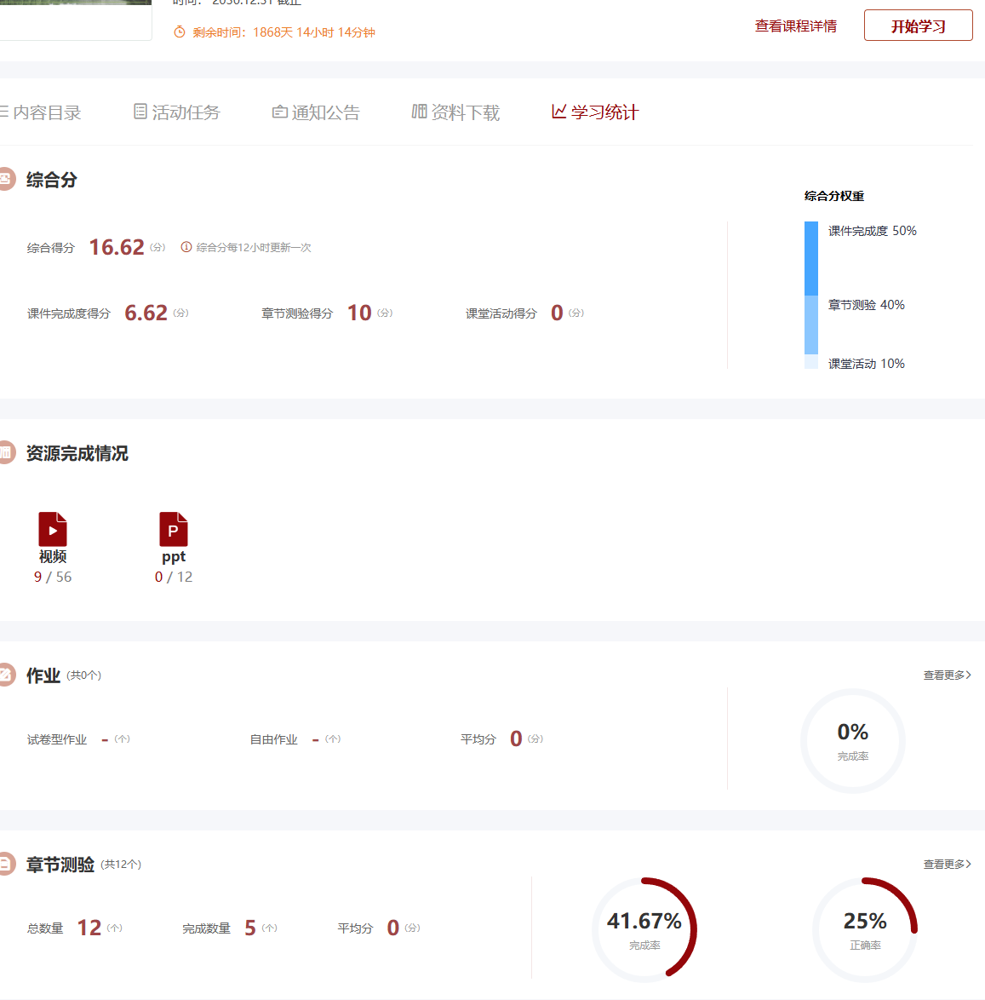 时间： 2030.12.31 截止
剩余时间：1868天 14小时 14分钟
查看课程详情
开始学习
内容目录
活动任务
通知公告
资料下载
学习统计
综合分
综合得分 16.62 (分) 综合分每12小时更新一次
课件完成度得分 6.62 (分) 章节测验得分 10 (分) 课堂活动得分 0 (分)
综合分权重
课件完成度 50%
章节测验 40%
课堂活动 10%
资源完成情况
P
视频 ppt
9 / 56 0 / 12
作业 (共0个) 查看更多
试卷型作业 - (个) 自由作业 - (个) 平均分 0 (分)
0%
完成率
章节测验 (共12个) 查看更多
总数量 12 (个) 完成数量 5 (个) 平均分 0 (分)
41.67%
完成率
25%
正确率